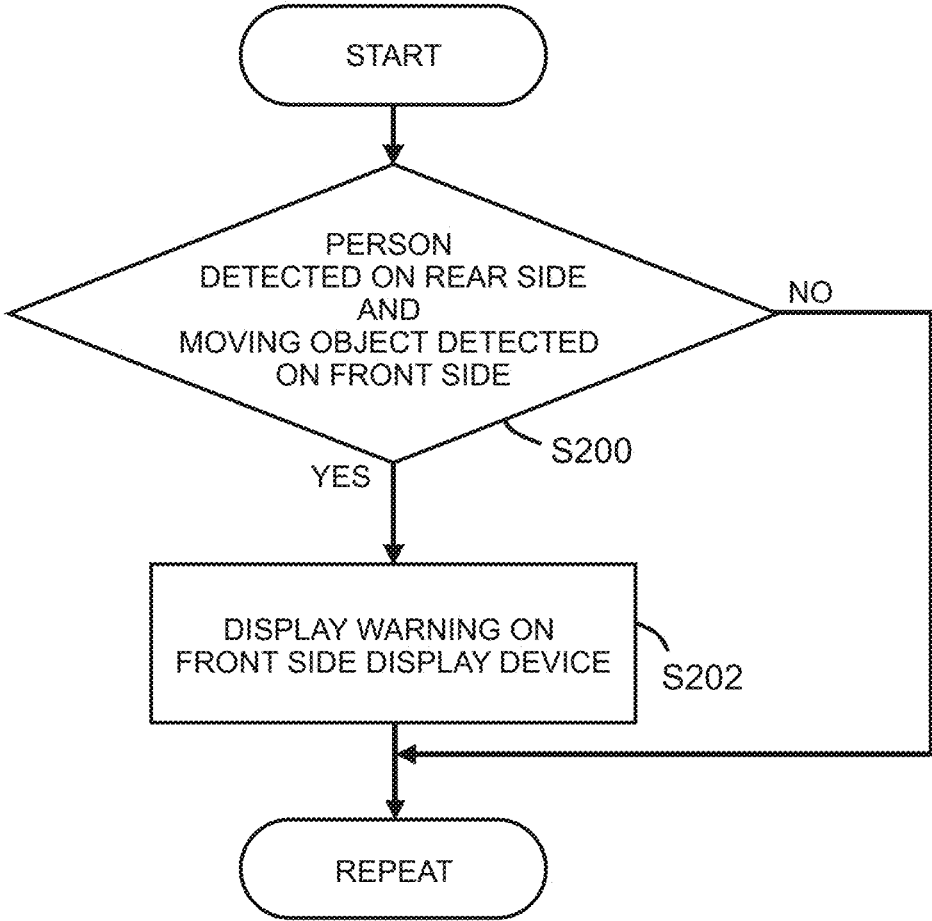 START
PERSON
DETECTED ON REAR SIDE
AND
MOVING OBJECT DETECTED
ON FRONT SIDE
NO
S200
YES
DISPLAY WARNING ON
FRONT SIDE DISPLAY DEVICE
S202
REPEAT